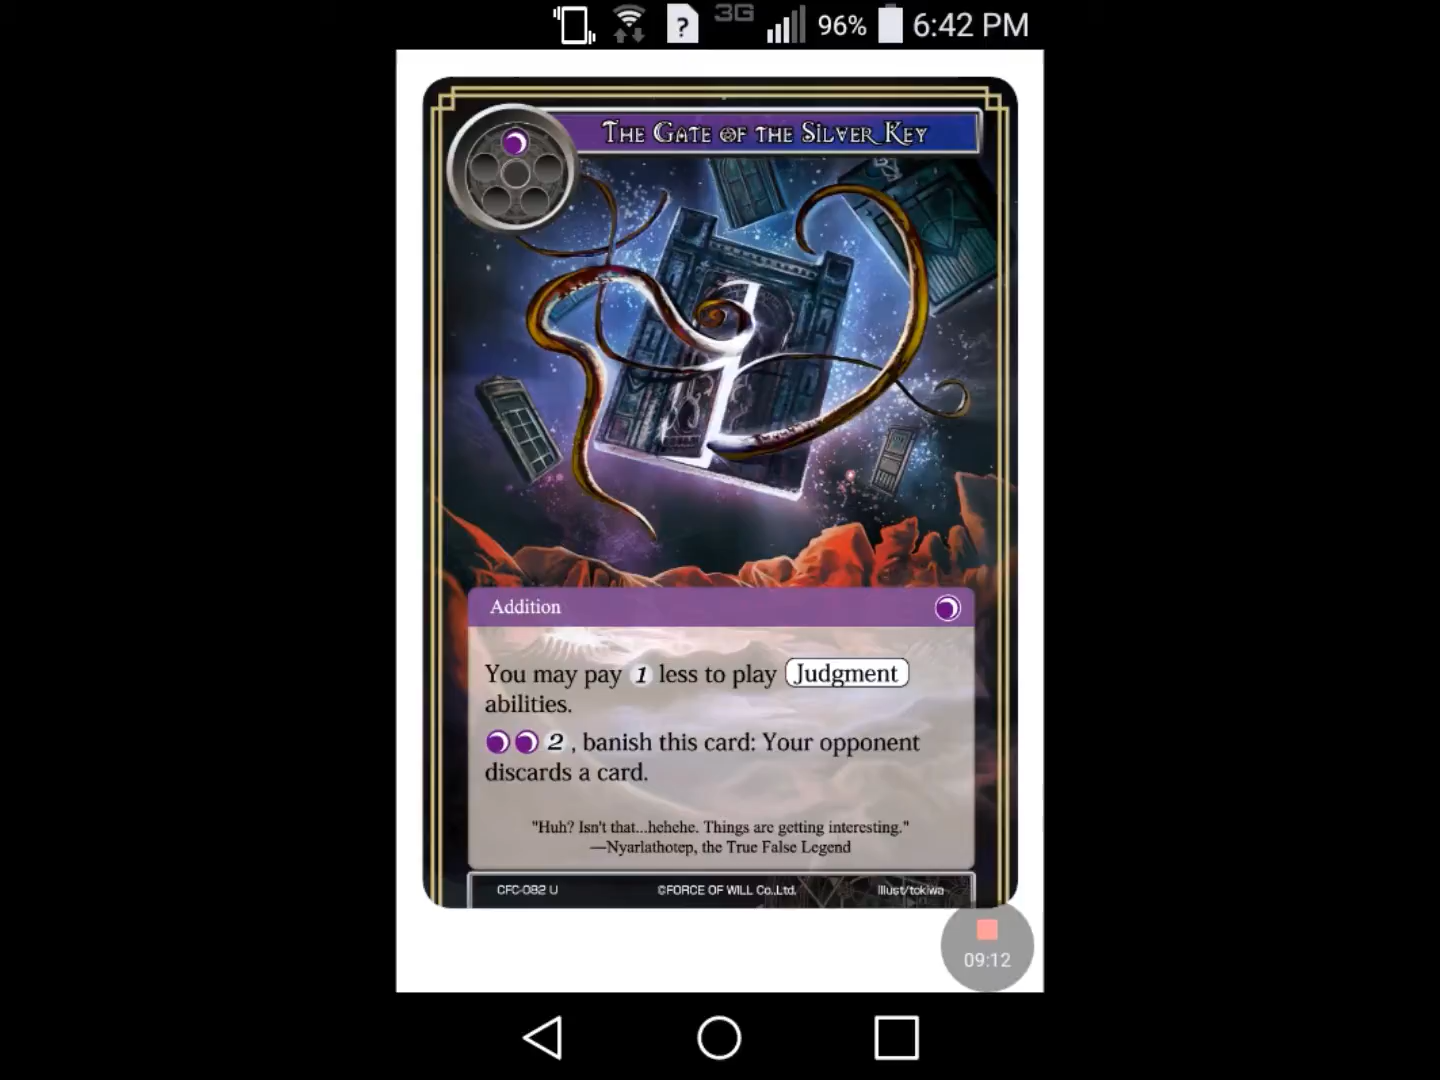 3G 96% 6:42 PM
The Gate of the Silver Key
Addition
You may pay 1 less to play Judgment
abilities.
2 , banish this card: Your opponent
discards a card.
"Huh? Isn't that...hehehe. Things are getting interesting."
—Nyarlathotep, the True False Legend
CFC-082 U ©FORCE OF WILL Co.,Ltd. Illust/tokiwa
09:12